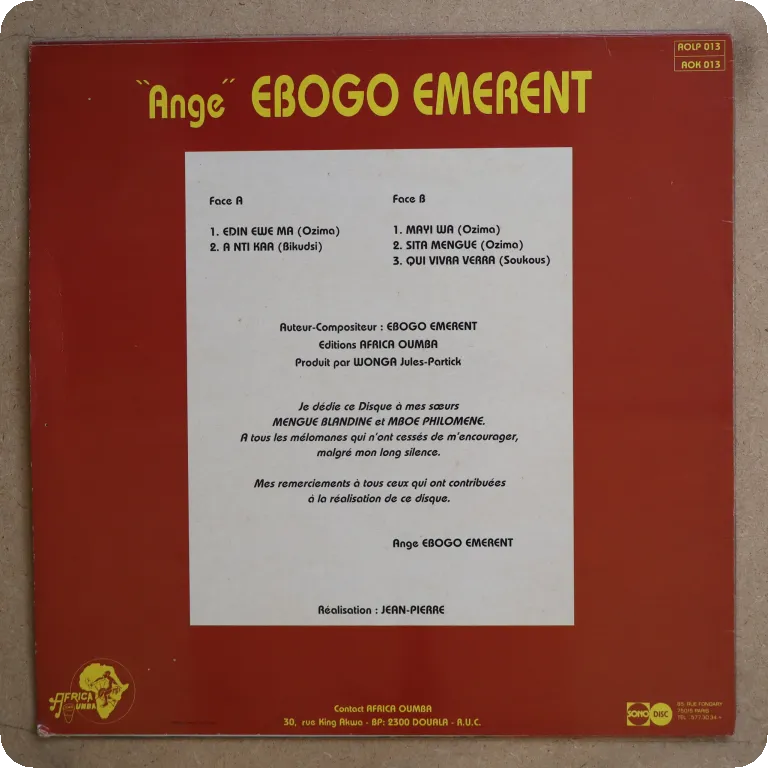 AOLP 013
AOK 013
"Ange" EBOGO EMERENT
Face A
1. EDIN EWE MA (Ozima)
2. A NTI KAA (Bikudsi)
Face B
1. MAYI WA (Ozima)
2. SITA MENGUE (Ozima)
3. QUI VIVRA VERRA (Soukous)
Auteur-Compositeur : EBOGO EMERENT
Editions AFRICA OUMBA
Produit par WONGA Jules-Partick
Je dédie ce Disque à mes sœurs
MENGUE BLANDINE et MBOE PHILOMENE.
A tous les mélomanes qui n'ont cessés de m'encourager,
malgré mon long silence.
Mes remerciements à tous ceux qui ont contribuées
à la réalisation de ce disque.
Ange EBOGO EMERENT
Réalisation : JEAN-PIERRE
AFRICA
OUMBA
Contact AFRICA OUMBA
30, rue King Akwa - BP: 2300 DOUALA - R.U.C.
SONO DISC
65, RUE FONDARY
75015 PARIS
TEL : 577.30.34 +